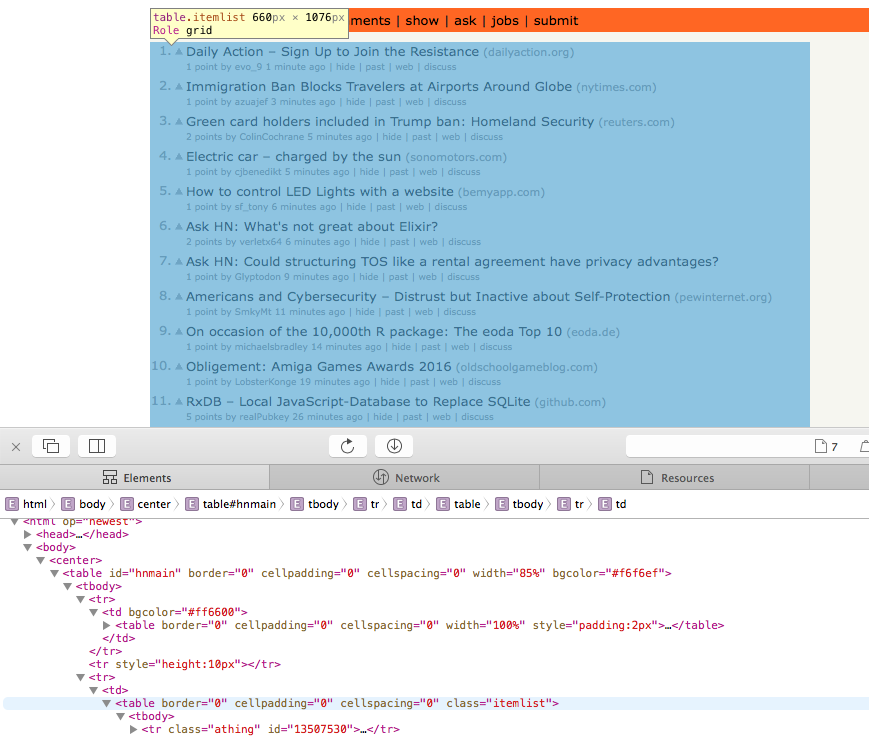 table.itemlist 660px × 1076px
Role grid
ments | show | ask | jobs | submit
1. Daily Action – Sign Up to Join the Resistance (dailyaction.org)
1 point by evo_9 1 minute ago | hide | past | web | discuss
2. Immigration Ban Blocks Travelers at Airports Around Globe (nytimes.com)
1 point by azuajef 3 minutes ago | hide | past | web | discuss
3. Green card holders included in Trump ban: Homeland Security (reuters.com)
2 points by ColinCochrane 5 minutes ago | hide | past | web | discuss
4. Electric car – charged by the sun (sonomotors.com)
1 point by cjbenedikt 5 minutes ago | hide | past | web | discuss
5. How to control LED Lights with a website (bemyapp.com)
1 point by sf_tony 6 minutes ago | hide | past | web | discuss
6. Ask HN: What's not great about Elixir?
2 points by verletx64 6 minutes ago | hide | past | web | discuss
7. Ask HN: Could structuring TOS like a rental agreement have privacy advantages?
1 point by Glyptodon 9 minutes ago | hide | past | web | discuss
8. Americans and Cybersecurity – Distrust but Inactive about Self-Protection (pewinternet.org)
1 point by SmkyMt 11 minutes ago | hide | past | web | discuss
9. On occasion of the 10,000th R package: The eoda Top 10 (eoda.de)
1 point by michaelsbradley 14 minutes ago | hide | past | web | discuss
10. Obligement: Amiga Games Awards 2016 (oldschoolgameblog.com)
1 point by LobsterKonge 19 minutes ago | hide | past | web | discuss
11. RxDB – Local JavaScript-Database to Replace SQLite (github.com)
5 points by realPubkey 26 minutes ago | hide | past | web | discuss
7
Elements Network Resources
E html E body E center E table#hnmain E tbody E tr E td E table E tbody E tr E td
<html op="newest">
<head>…</head>
<body>
<center>
<table id="hnmain" border="0" cellpadding="0" cellspacing="0" width="85%" bgcolor="#f6f6ef">
<tbody>
<tr>
<td bgcolor="#ff6600">
<table border="0" cellpadding="0" cellspacing="0" width="100%" style="padding:2px">…</table>
</td>
</tr>
<tr style="height:10px"></tr>
<tr>
<td>
<table border="0" cellpadding="0" cellspacing="0" class="itemlist">
<tbody>
<tr class="athing" id="13507530">…</tr>